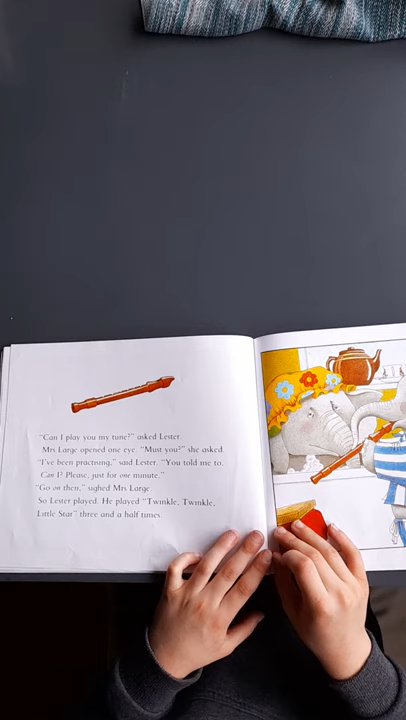 "Can I play you my tune?" asked Lester.
Mrs Large opened one eye. "Must you?" she asked.
"I've been practising," said Lester. "You told me to.
Can I? Please, just for one minute."
"Go on then," sighed Mrs Large.
So Lester played. He played "Twinkle, Twinkle,
Little Star" three and a half times.